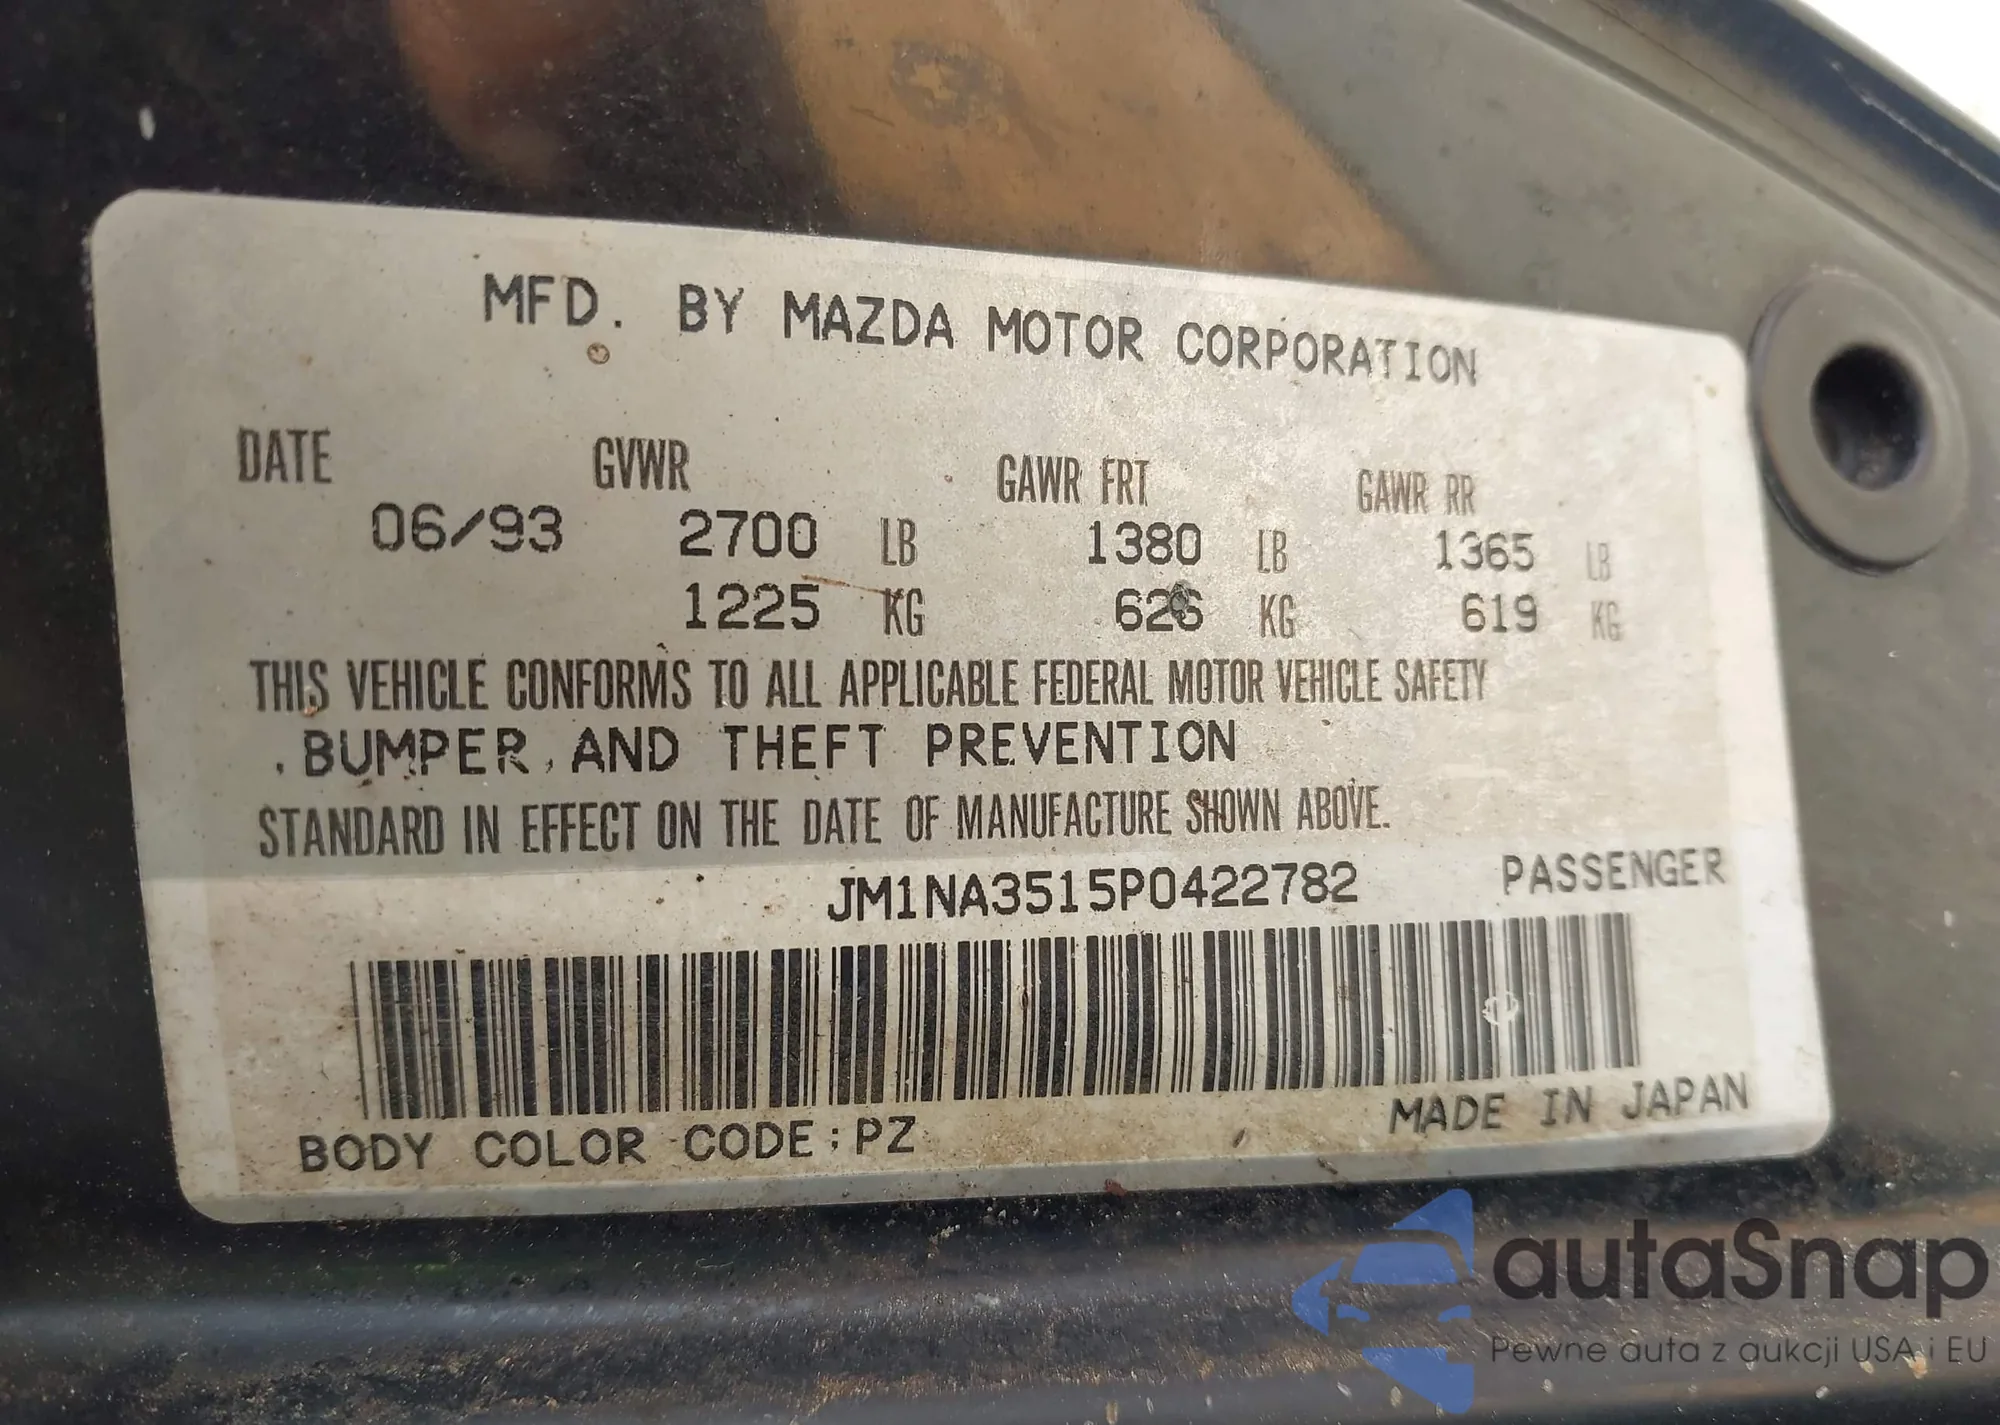 MFD. BY MAZDA MOTOR CORPORATION
DATE GVWR GAWR FRT GAWR RR
06/93 2700 LB 1380 LB 1365 LB
1225 KG 626 KG 619 KG
THIS VEHICLE CONFORMS TO ALL APPLICABLE FEDERAL MOTOR VEHICLE SAFETY
, BUMPER, AND THEFT PREVENTION
STANDARD IN EFFECT ON THE DATE OF MANUFACTURE SHOWN ABOVE.
JM1NA3515P0422782 PASSENGER
BODY COLOR CODE ; PZ MADE IN JAPAN
autaSnap
Pewne auta z aukcji USA i EU